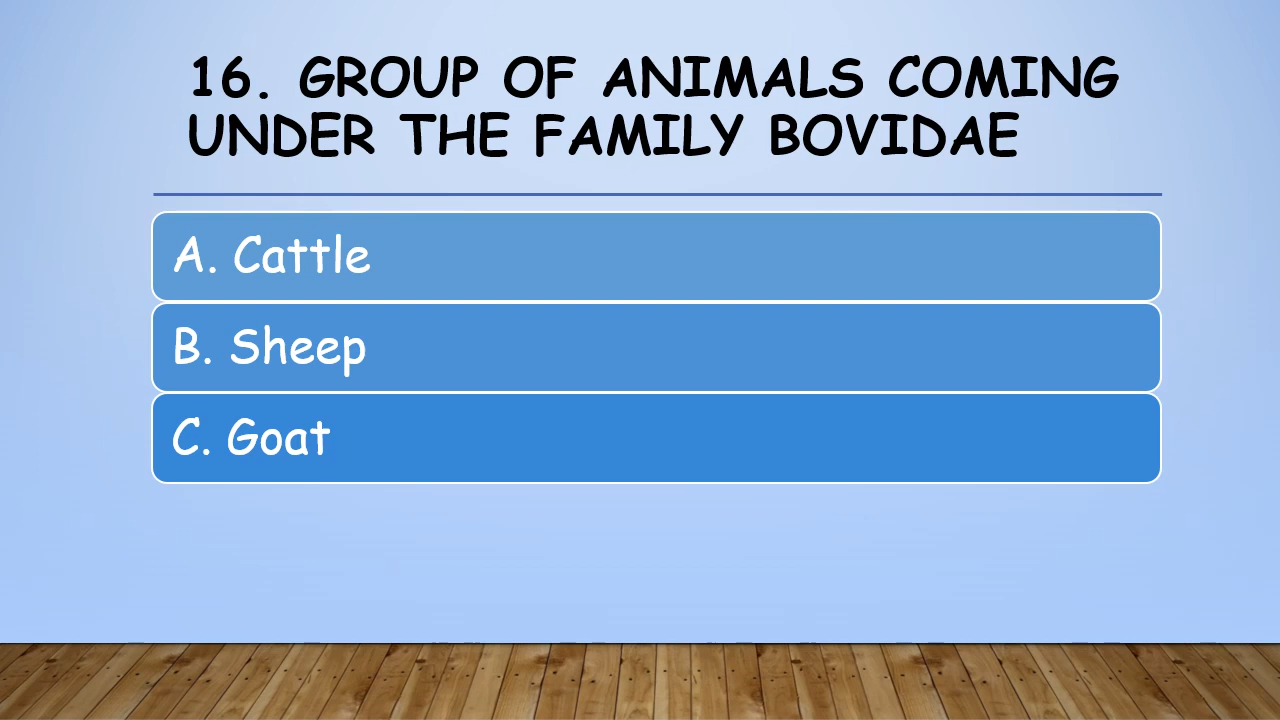 16. GROUP OF ANIMALS COMING
UNDER THE FAMILY BOVIDAE
A. Cattle
B. Sheep
C. Goat